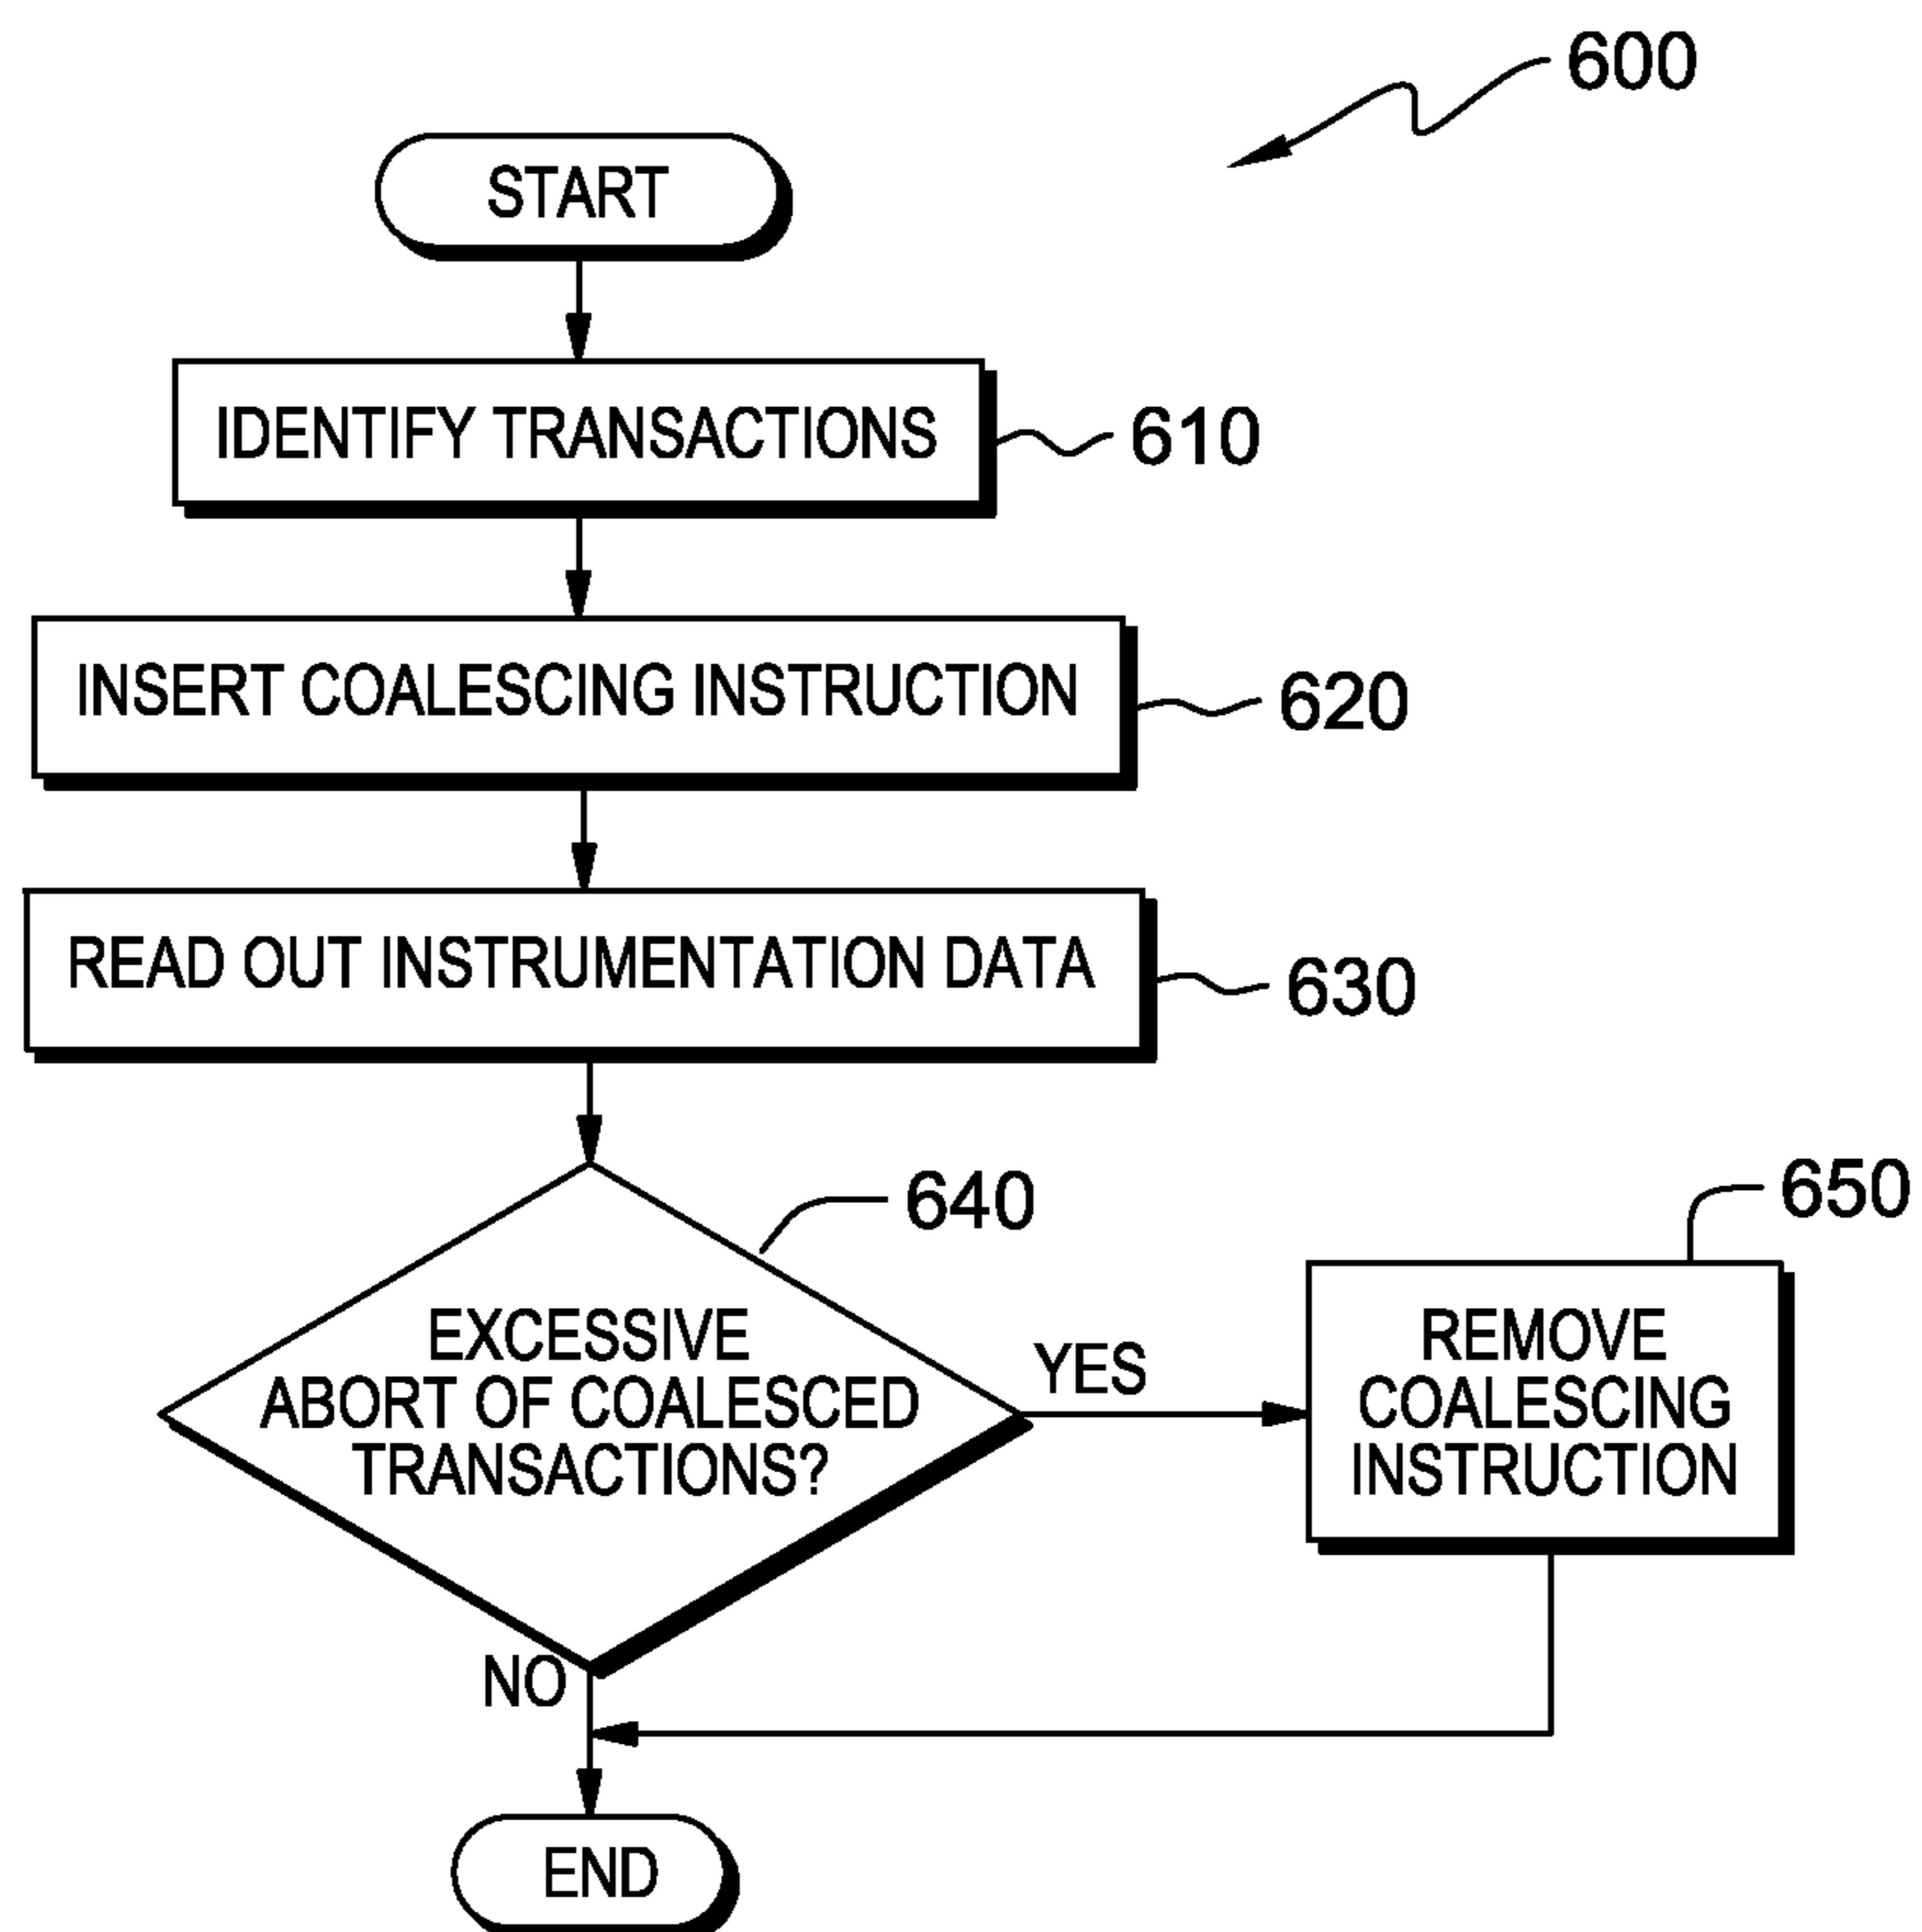 600
START
IDENTIFY TRANSACTIONS
610
INSERT COALESCING INSTRUCTION
620
READ OUT INSTRUMENTATION DATA
630
640
EXCESSIVE
ABORT OF COALESCED
TRANSACTIONS?
YES
650
REMOVE
COALESCING
INSTRUCTION
NO
END